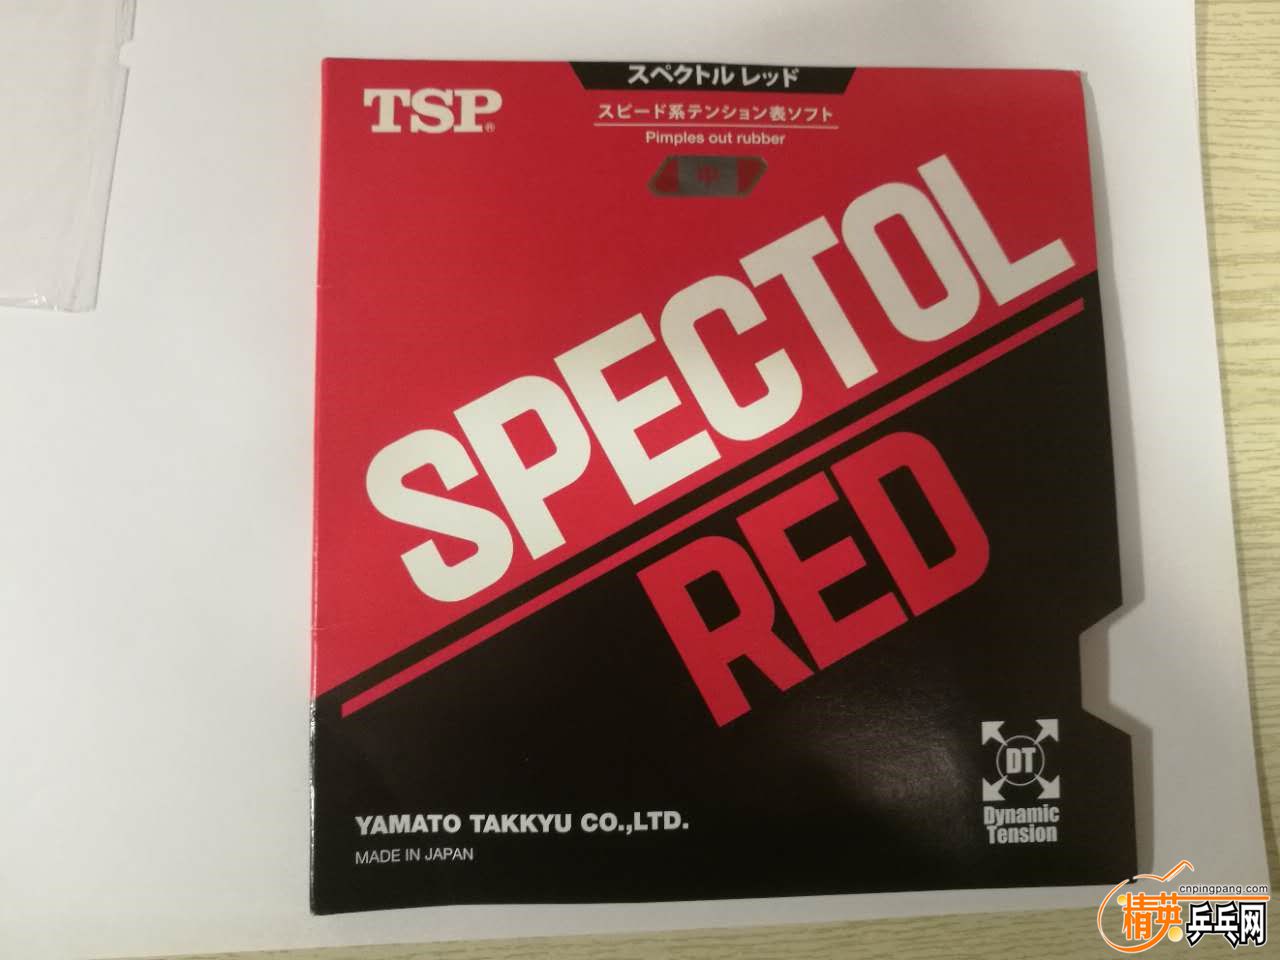 スペクトル レッド
TSP®
スピード系テンション表ソフト
Pimples out rubber
中
SPECTOL
RED
DT
Dynamic
Tension
YAMATO TAKKYU CO.,LTD.
MADE IN JAPAN
cnpingpang.com
精英乒乓网